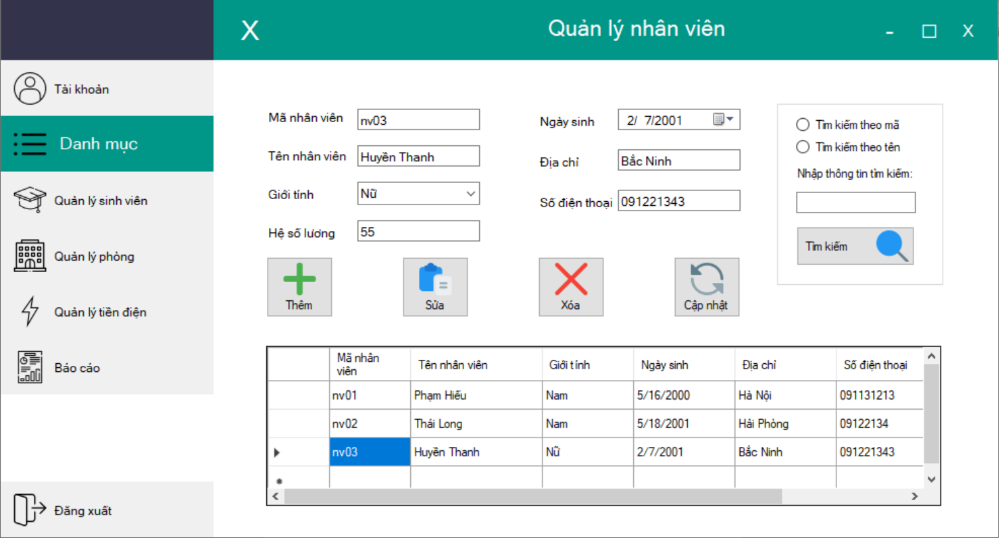 X
Quản lý nhân viên
- □ X
Tài khoản
Danh mục
Quản lý sinh viên
Quản lý phòng
Quản lý tiền điện
Báo cáo
Đăng xuất
Mã nhân viên
nv03
Tên nhân viên
Huyền Thanh
Giới tính
Nữ
Hệ số lương
55
Ngày sinh
2/ 7/2001
Địa chỉ
Bắc Ninh
Số điện thoại
091221343
Tìm kiếm theo mã
Tìm kiếm theo tên
Nhập thông tin tìm kiếm:
Tìm kiếm
Thêm
Sửa
Xóa
Cập nhật
Mã nhân
viên
Tên nhân viên
Giới tính
Ngày sinh
Địa chỉ
Số điện thoại
nv01 Phạm Hiếu Nam 5/16/2000 Hà Nội 091131213
nv02 Thái Long Nam 5/18/2001 Hải Phòng 09122134
nv03 Huyền Thanh Nữ 2/7/2001 Bắc Ninh 091221343